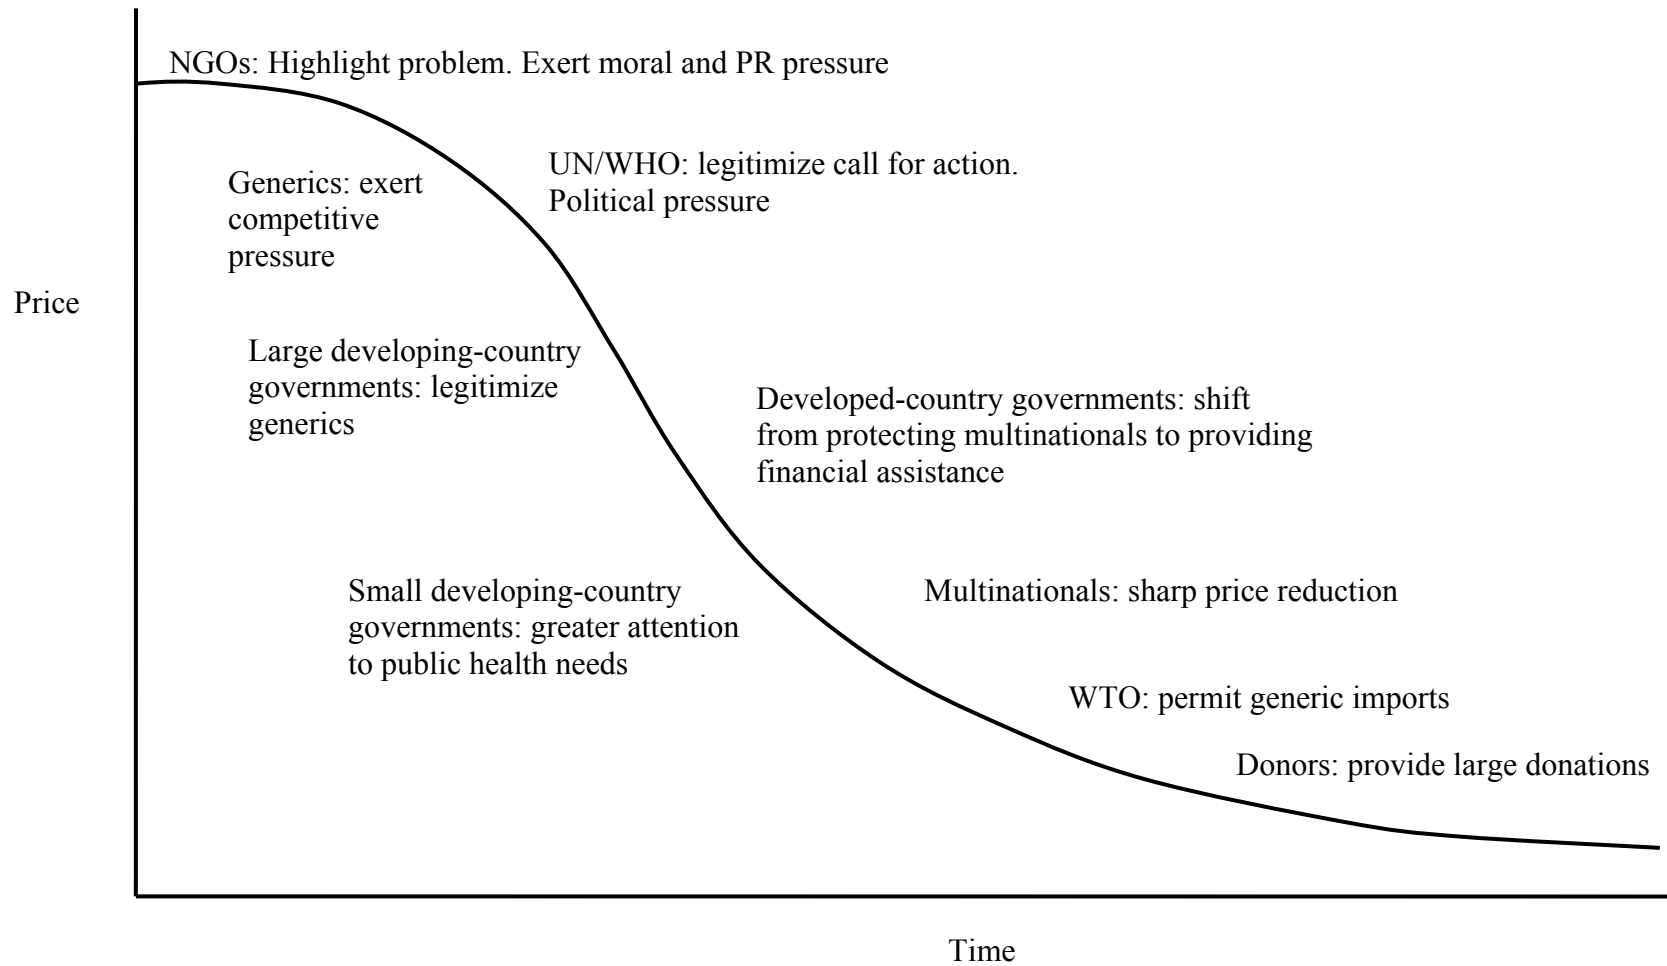 NGOs: Highlight problem. Exert moral and PR pressure
UN/WHO: legitimize call for action.
Political pressure
Generics: exert
competitive
pressure
Price
Large developing-country
governments: legitimize
generics
Developed-country governments: shift
from protecting multinationals to providing
financial assistance
Small developing-country
governments: greater attention
to public health needs
Multinationals: sharp price reduction
WTO: permit generic imports
Donors: provide large donations
Time